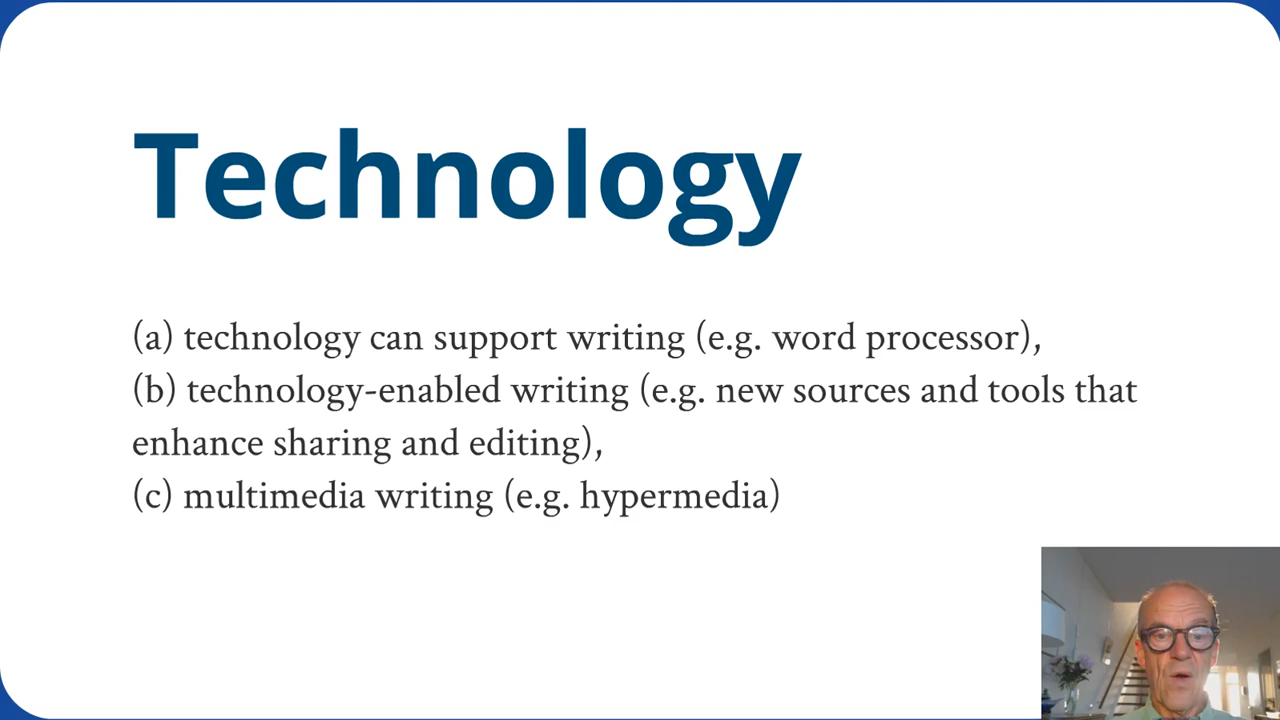 Technology
(a) technology can support writing (e.g. word processor),
(b) technology-enabled writing (e.g. new sources and tools that
enhance sharing and editing),
(c) multimedia writing (e.g. hypermedia)